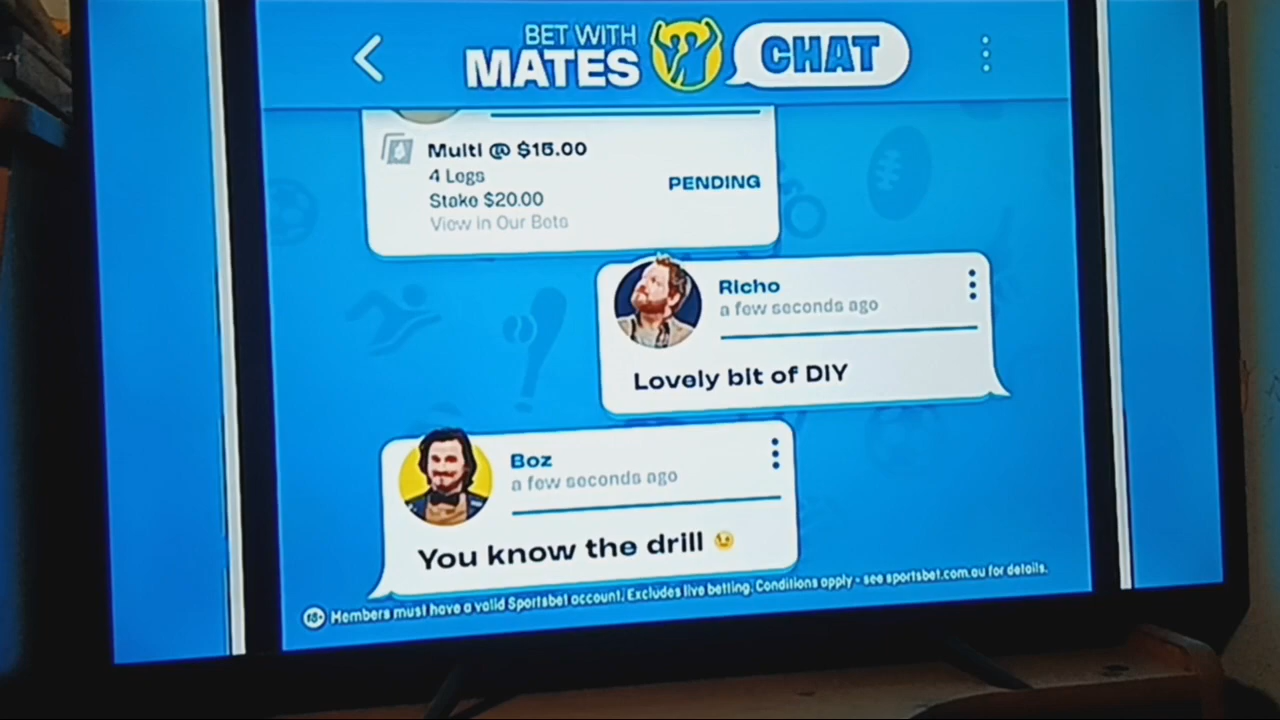 BET WITH
MATES CHAT
Multi @ $15.00
4 Legs
Stake $20.00
View in Our Bets
PENDING
Richo
a few seconds ago
Lovely bit of DIY
Boz
a few seconds ago
You know the drill 😉
18+ Members must have a valid Sportsbet account. Excludes live betting. Conditions apply - see sportsbet.com.au for details.